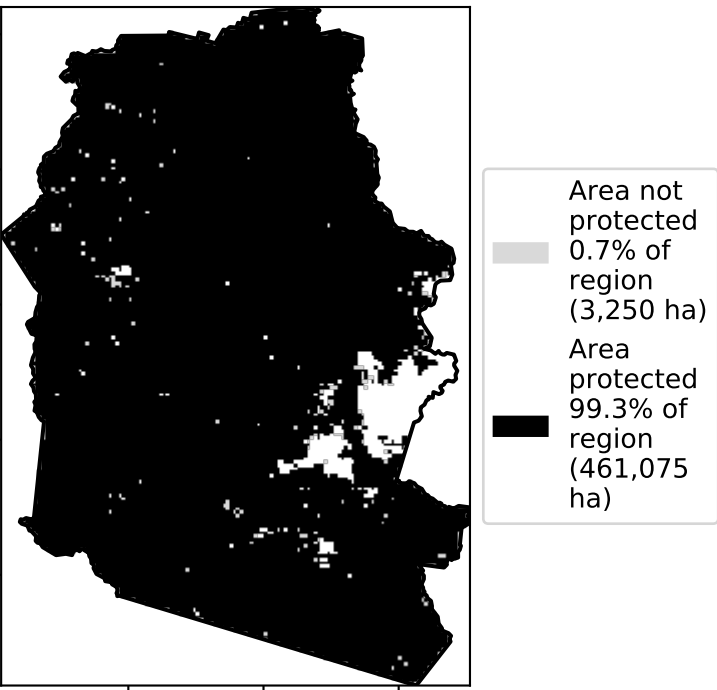 Area not
protected
0.7% of
region
(3,250 ha)
Area
protected
99.3% of
region
(461,075
ha)